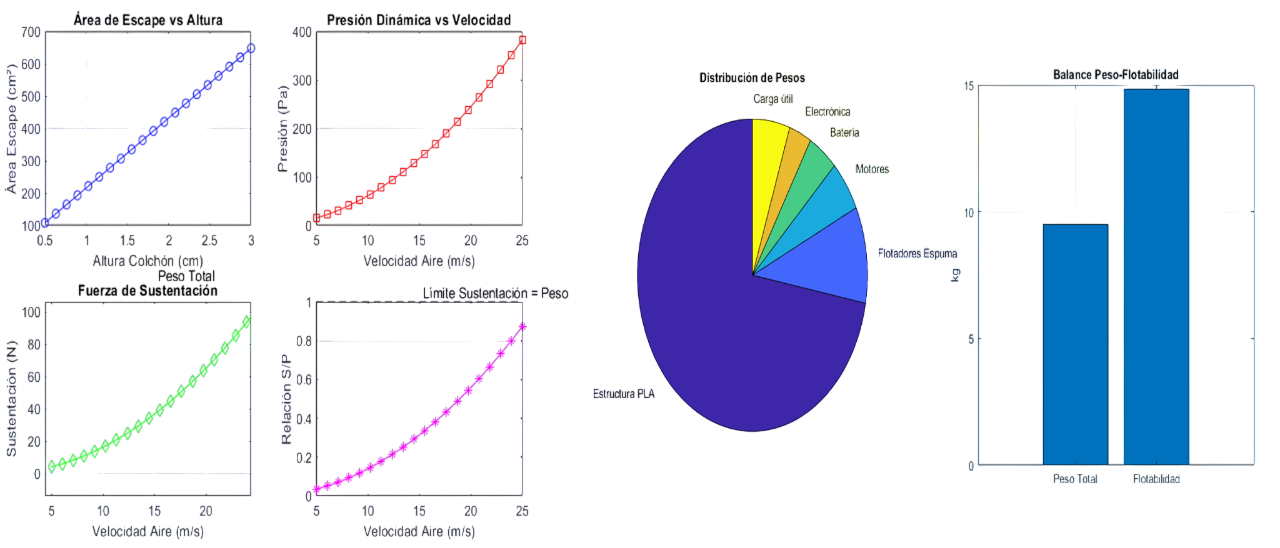 Área de Escape vs Altura
700
600
500
400
300
200
100
0.5
1
1.5
2
2.5
3
Área Escape (cm²)
Altura Colchón (cm)
Presión Dinámica vs Velocidad
400
300
200
100
0
5
10
15
20
25
Presión (Pa)
Velocidad Aire (m/s)
Peso Total
Fuerza de Sustentación
100
80
60
40
20
0
5
10
15
20
Sustentación (N)
Velocidad Aire (m/s)
Límite Sustentación = Peso
1
0.8
0.6
0.4
0.2
0
5
10
15
20
25
Relación S/P
Velocidad Aire (m/s)
Distribución de Pesos
Carga útil
Electrónica
Batería
Motores
Flotadores Espuma
Estructura PLA
Balance Peso-Flotabilidad
15
10
5
0
kg
Peso Total
Flotabilidad